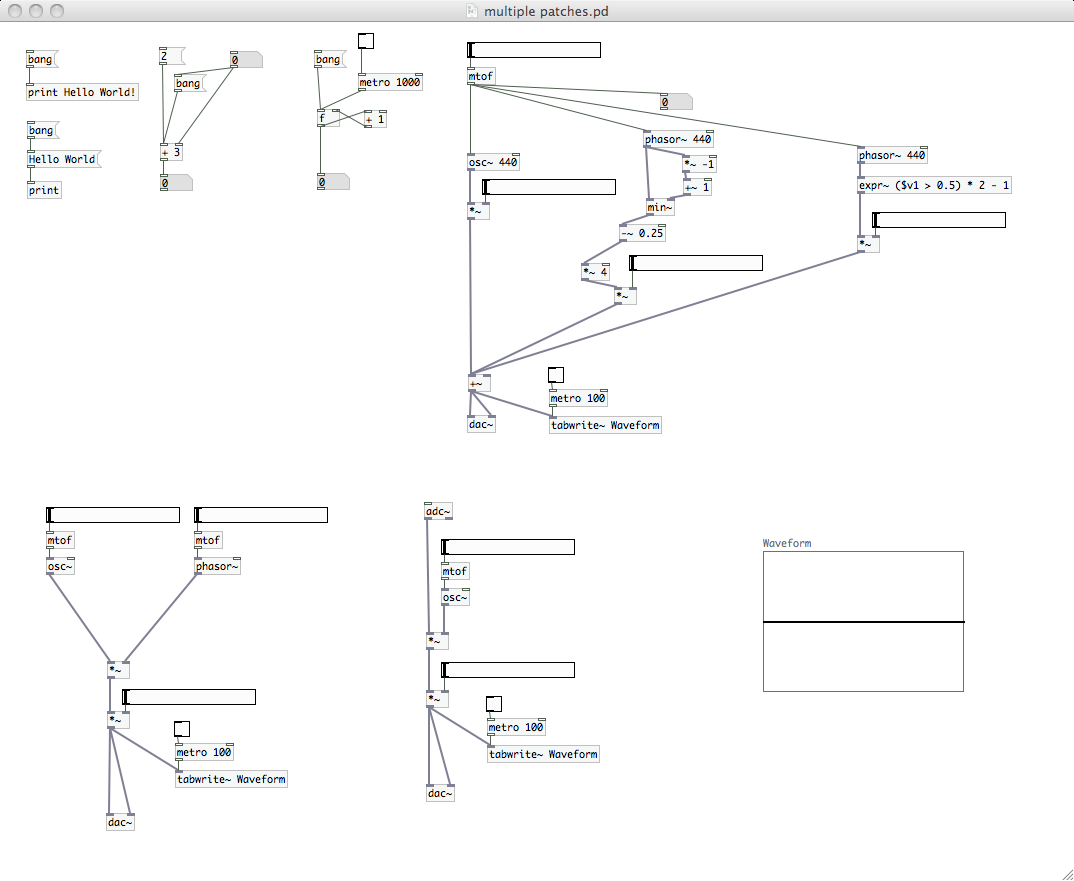 multiple patches.pd
bang
print Hello World!
bang
Hello World
print
2
0
bang
+ 3
0
bang
metro 1000
f
+ 1
0
mtof
0
phasor~ 440
phasor~ 440
osc~ 440
*~ -1
+~ 1
expr~ ($v1 > 0.5) * 2 - 1
*~
min~
-~ 0.25
*~
*~ 4
*~
+~
metro 100
dac~
tabwrite~ Waveform
mtof
mtof
osc~
phasor~
*~
*~
metro 100
tabwrite~ Waveform
dac~
adc~
mtof
osc~
*~
*~
metro 100
tabwrite~ Waveform
dac~
Waveform